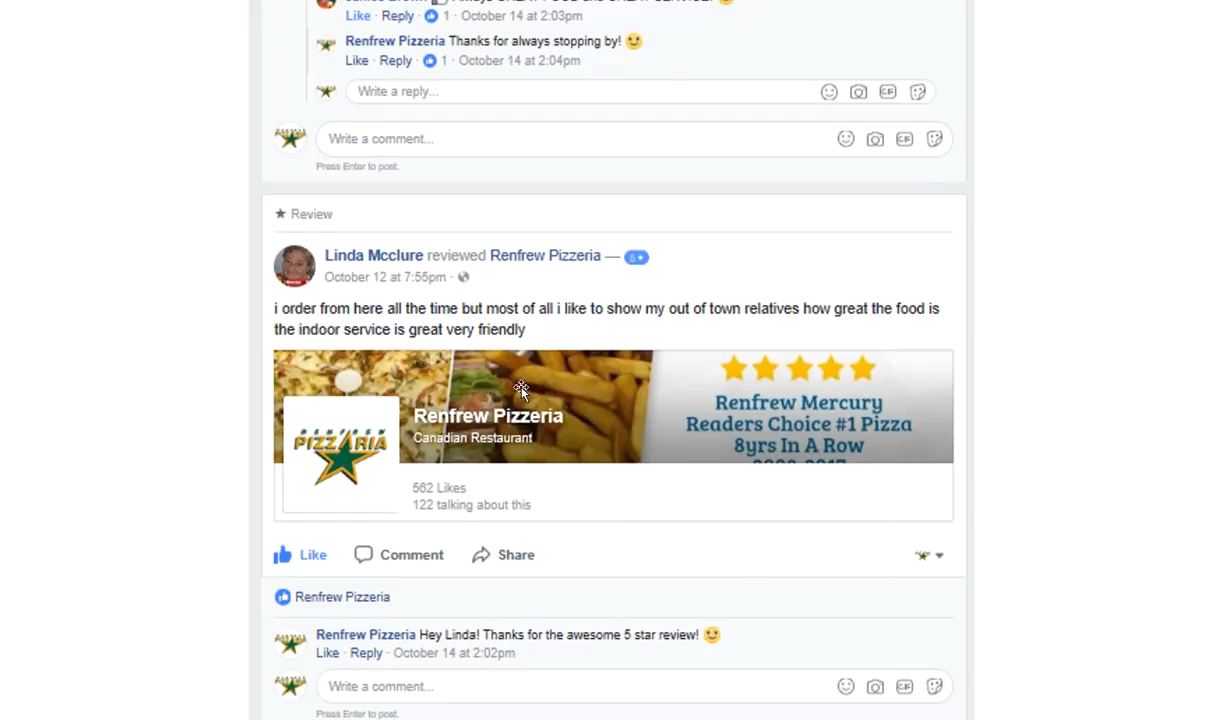 Like · Reply · 1 · October 14 at 2:03pm
Renfrew Pizzeria Thanks for always stopping by!
Like · Reply · 1 · October 14 at 2:04pm
Write a reply...
Write a comment...
Press Enter to post.
Review
Linda Mcclure reviewed Renfrew Pizzeria — 5
October 12 at 7:55pm ·
i order from here all the time but most of all i like to show my out of town relatives how great the food is
the indoor service is great very friendly
Renfrew Mercury
Readers Choice #1 Pizza
8yrs In A Row
RENFREW
PIZZARIA
Renfrew Pizzeria
Canadian Restaurant
562 Likes
122 talking about this
Like Comment Share
Renfrew Pizzeria
Renfrew Pizzeria Hey Linda! Thanks for the awesome 5 star review!
Like · Reply · October 14 at 2:02pm
Write a comment...
Press Enter to post.